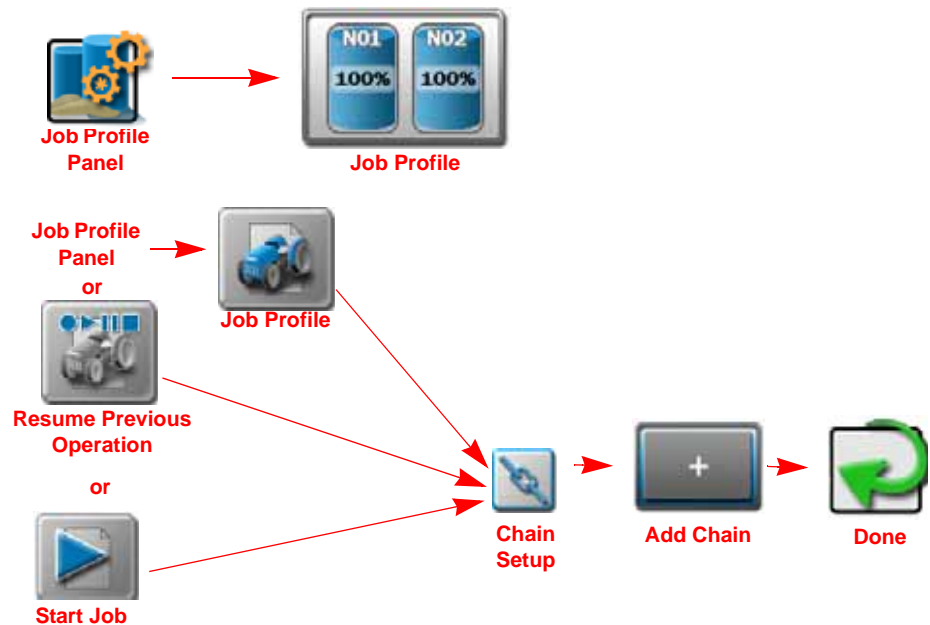 N01 N02
100% 100%
Job Profile
Panel
Job Profile
Job Profile
Panel
or
Job Profile
Resume Previous
Operation
or
+
Chain
Setup
Add Chain
Done
Start Job